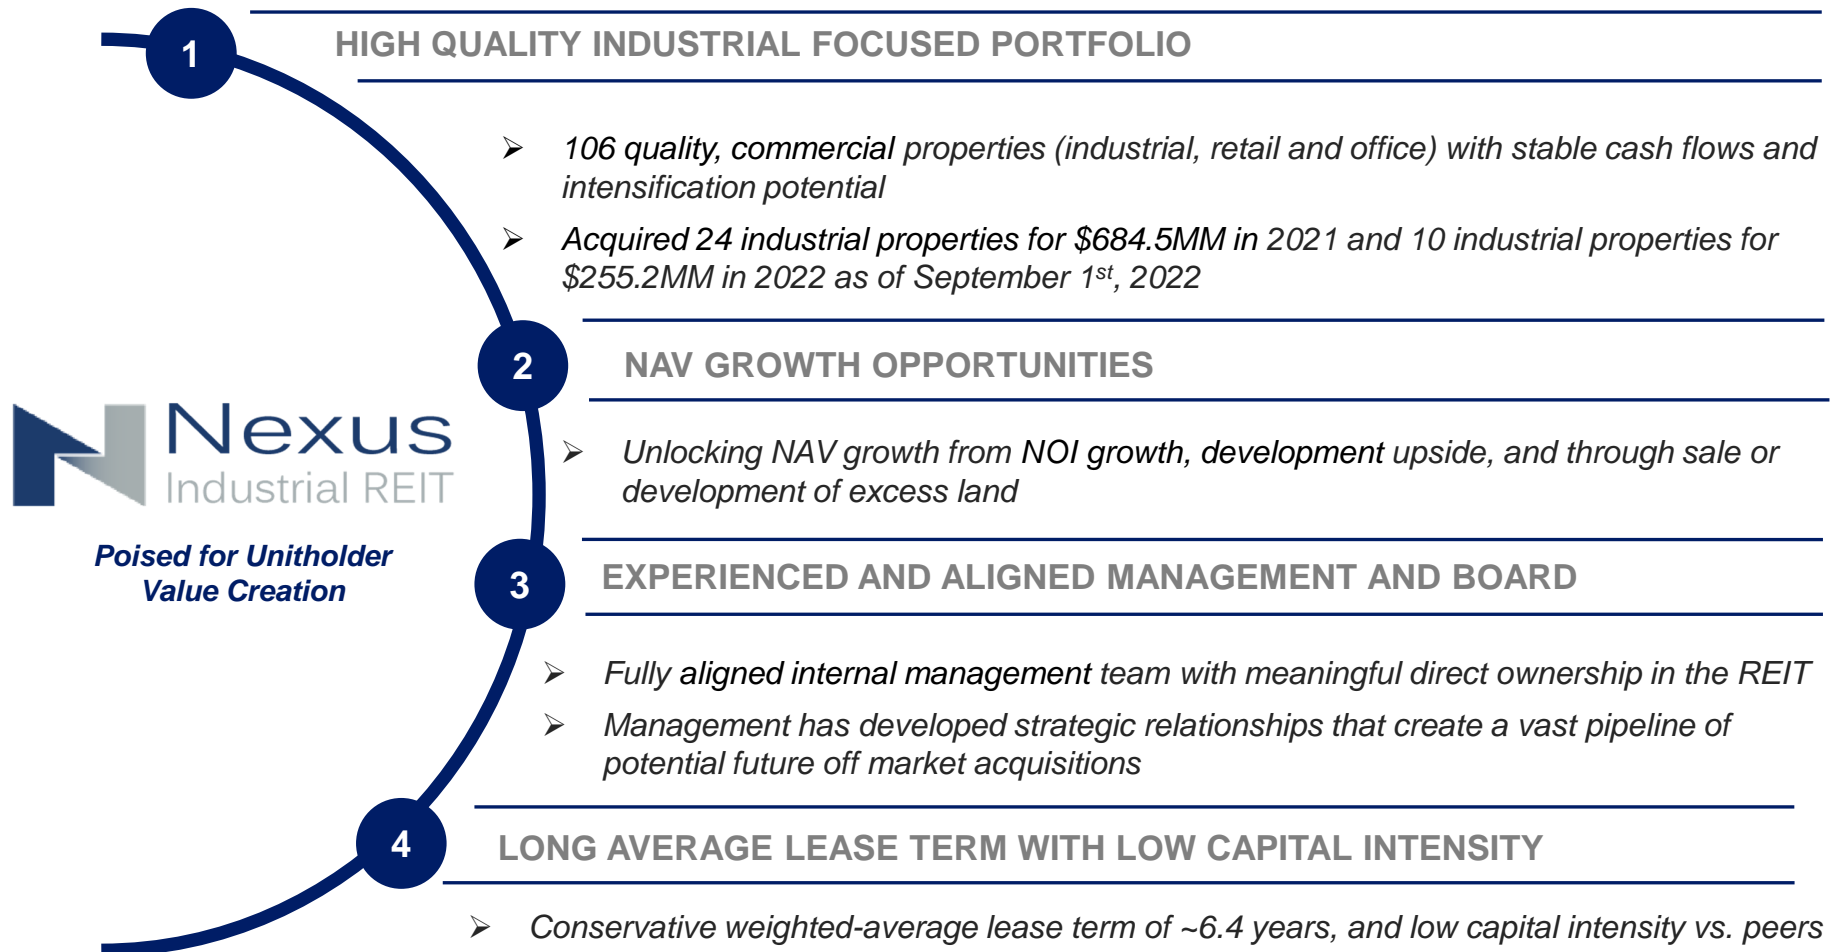 1
HIGH QUALITY INDUSTRIAL FOCUSED PORTFOLIO
➢ 106 quality, commercial properties (industrial, retail and office) with stable cash flows and
intensification potential
➢ Acquired 24 industrial properties for $684.5MM in 2021 and 10 industrial properties for
$255.2MM in 2022 as of September 1st, 2022
2
NAV GROWTH OPPORTUNITIES
➢ Unlocking NAV growth from NOI growth, development upside, and through sale or
development of excess land
Nexus
Industrial REIT
Poised for Unitholder
Value Creation
3
EXPERIENCED AND ALIGNED MANAGEMENT AND BOARD
➢ Fully aligned internal management team with meaningful direct ownership in the REIT
➢ Management has developed strategic relationships that create a vast pipeline of
potential future off market acquisitions
4
LONG AVERAGE LEASE TERM WITH LOW CAPITAL INTENSITY
➢ Conservative weighted-average lease term of ~6.4 years, and low capital intensity vs. peers